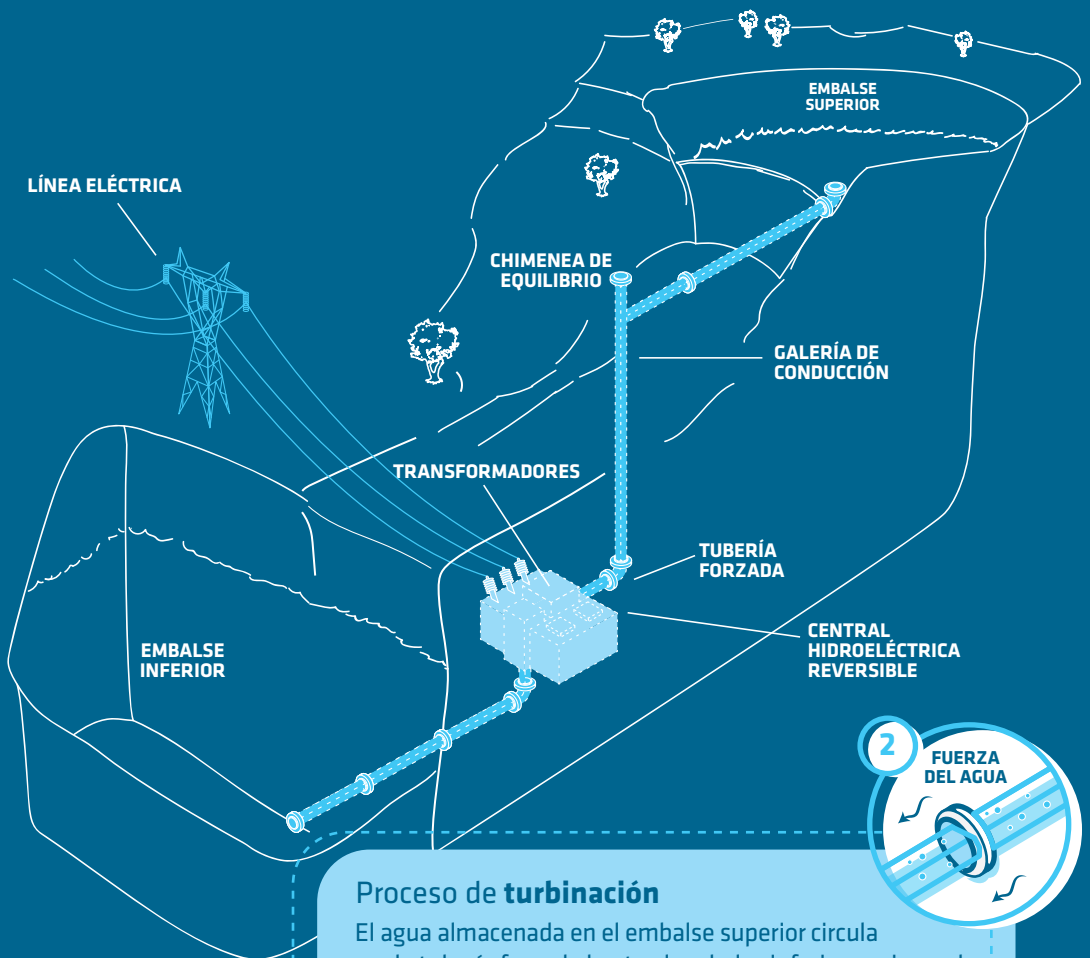 EMBALSE
SUPERIOR
LÍNEA ELÉCTRICA
CHIMENEA DE
EQUILIBRIO
GALERÍA DE
CONDUCCIÓN
TRANSFORMADORES
TUBERÍA
FORZADA
CENTRAL
HIDROELÉCTRICA
REVERSIBLE
EMBALSE
INFERIOR
2
FUERZA
DEL AGUA
Proceso de turbinación
El agua almacenada en el embalse superior circula